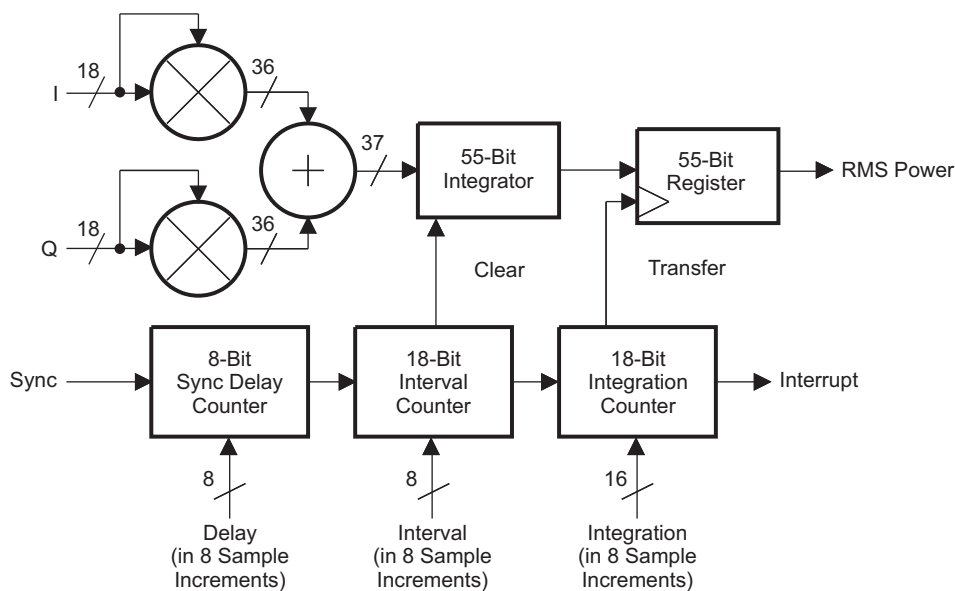 I
18
36
Q
18
36
37
55-Bit
Integrator
55-Bit
Register
RMS Power
Clear
Transfer
Sync
8-Bit
Sync Delay
Counter
18-Bit
Interval
Counter
18-Bit
Integration
Counter
Interrupt
8
8
16
Delay
(in 8 Sample
Increments)
Interval
(in 8 Sample
Increments)
Integration
(in 8 Sample
Increments)